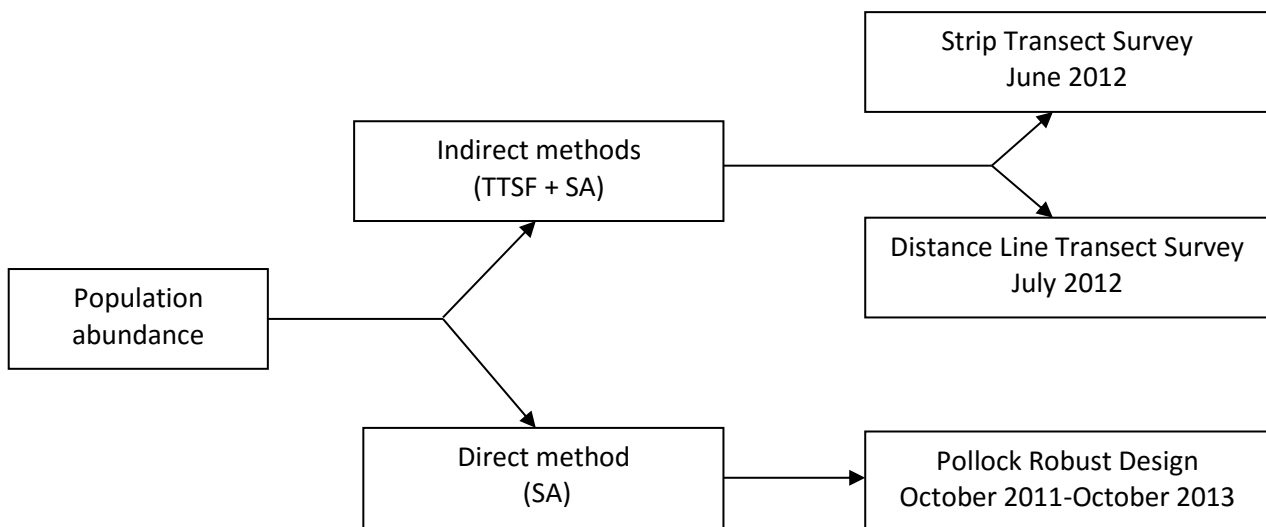 Strip Transect Survey
June 2012
Indirect methods
(TTSF + SA)
Distance Line Transect Survey
July 2012
Population
abundance
Direct method
(SA)
Pollock Robust Design
October 2011-October 2013